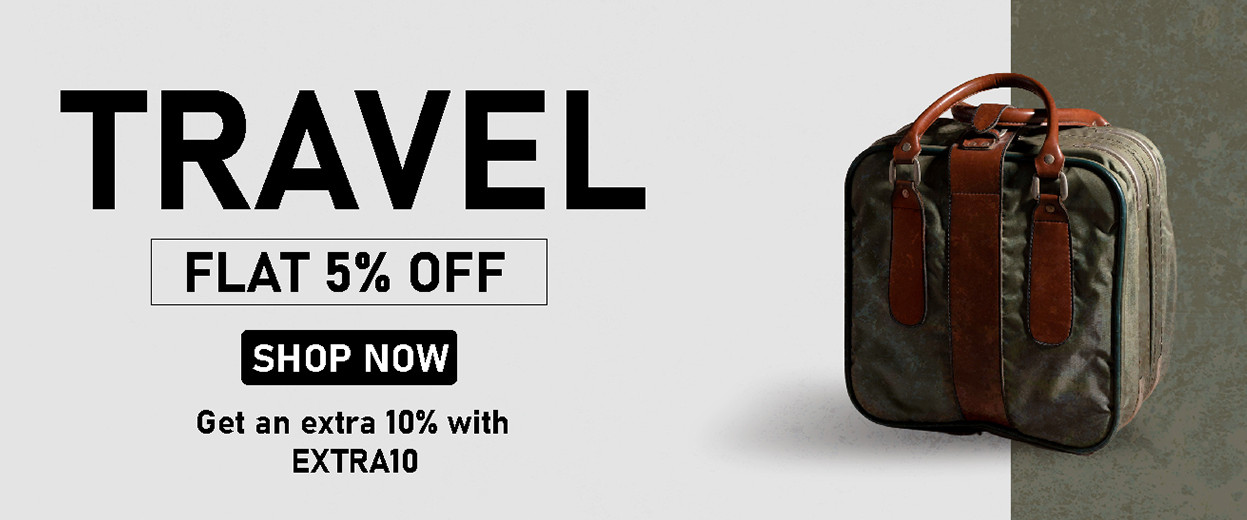 TRAVEL
FLAT 5% OFF
SHOP NOW
Get an extra 10% with
EXTRA10